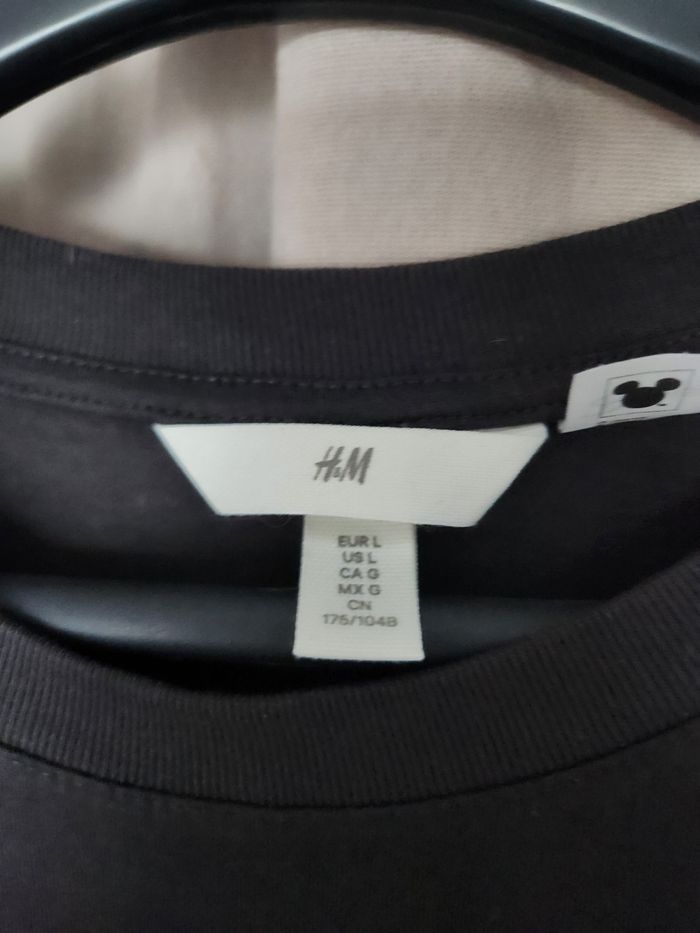 H&M
EUR L
US L
CA G
MX G
CN
175/104B